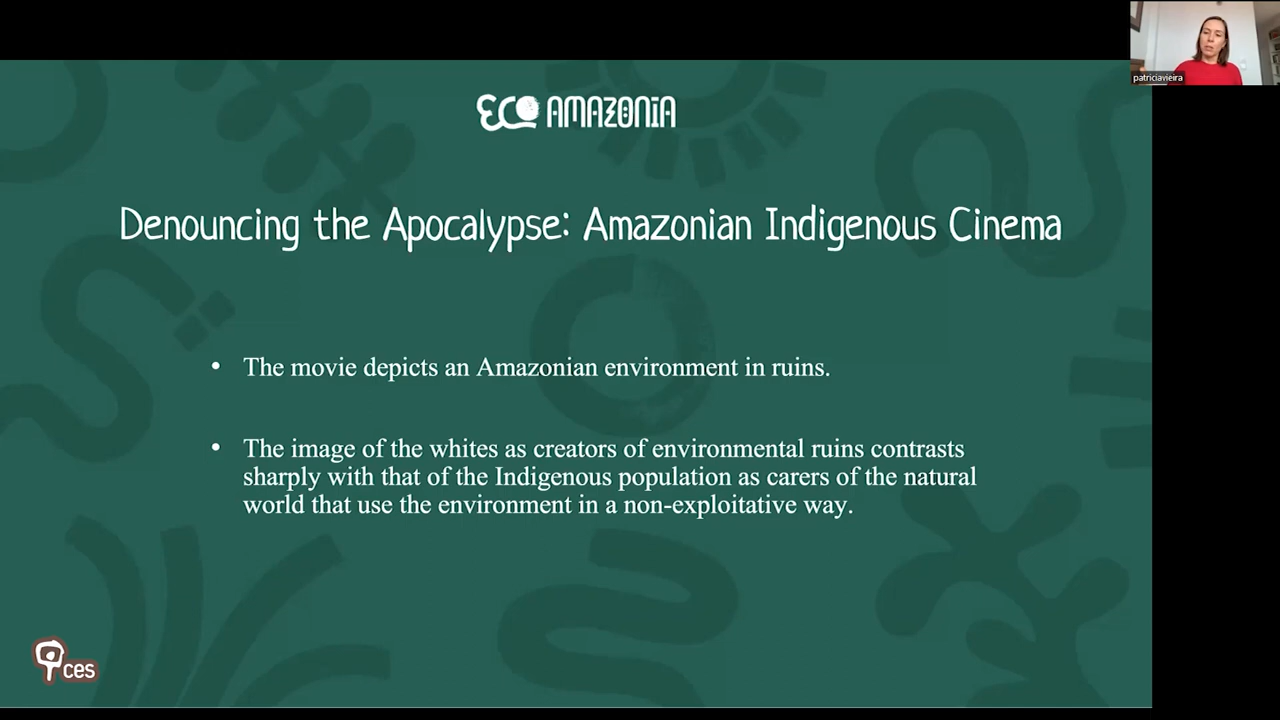 patriciavieira
ECO AMAZONIA
Denouncing the Apocalypse: Amazonian Indigenous Cinema
• The movie depicts an Amazonian environment in ruins.
• The image of the whites as creators of environmental ruins contrasts
sharply with that of the Indigenous population as carers of the natural
world that use the environment in a non-exploitative way.
ces